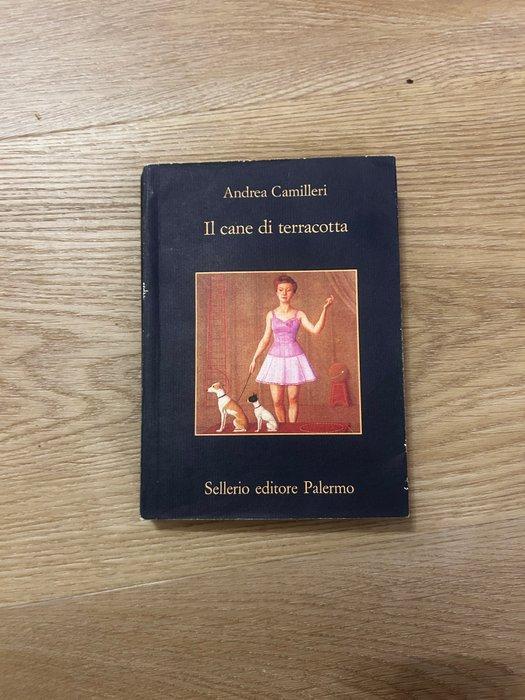 Andrea Camilleri
Il cane di terracotta
Sellerio editore Palermo